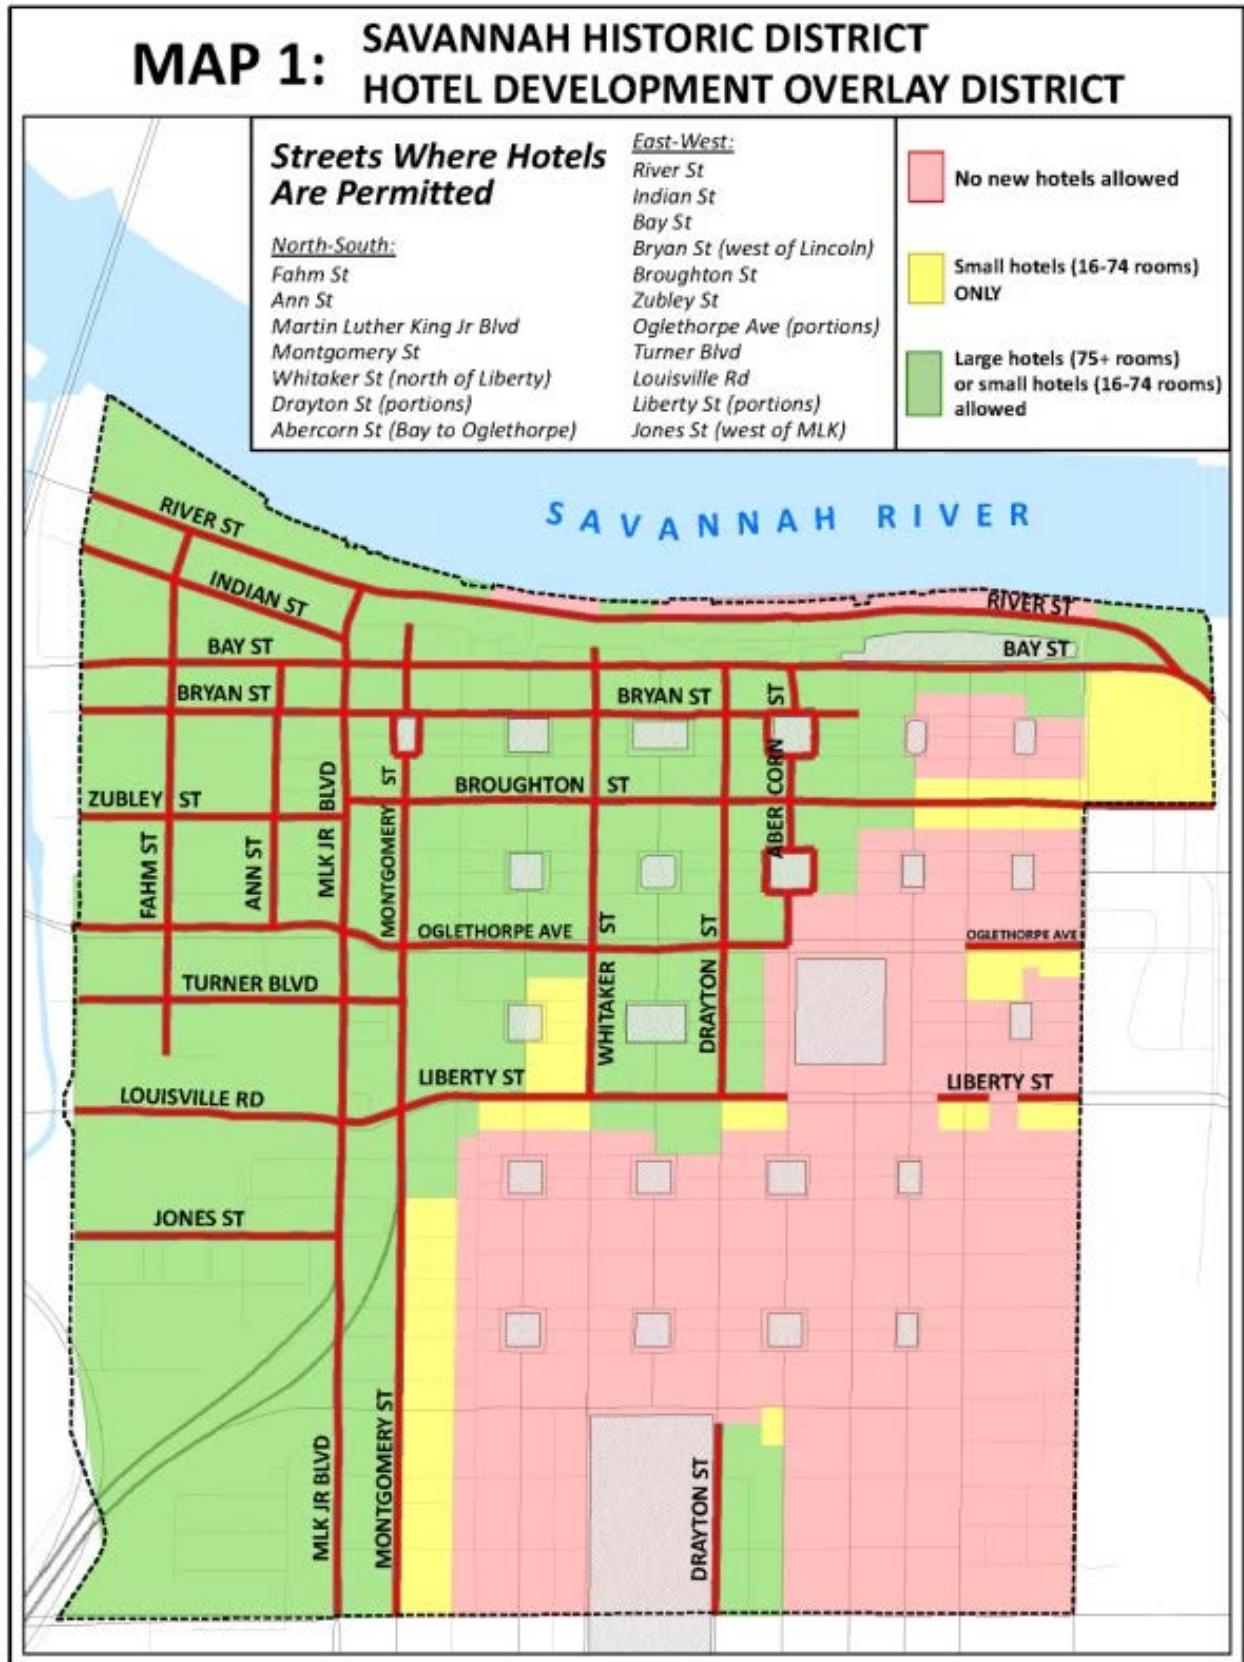 MAP 1:
SAVANNAH HISTORIC DISTRICT
HOTEL DEVELOPMENT OVERLAY DISTRICT
Streets Where Hotels
Are Permitted
North-South:
Fahm St
Ann St
Martin Luther King Jr Blvd
Montgomery St
Whitaker St (north of Liberty)
Drayton St (portions)
Abercorn St (Bay to Oglethorpe)
East-West:
River St
Indian St
Bay St
Bryan St (west of Lincoln)
Broughton St
Zubley St
Oglethorpe Ave (portions)
Turner Blvd
Louisville Rd
Liberty St (portions)
Jones St (west of MLK)
No new hotels allowed
Small hotels (16-74 rooms)
ONLY
Large hotels (75+ rooms)
or small hotels (16-74 rooms)
allowed
SAVANNAH RIVER
RIVER ST
INDIAN ST
RIVER ST
BAY ST
BAY ST
BRYAN ST
BRYAN ST
ABER CORN ST
ZUBLEY ST
BROUGHTON ST
FAHM ST
ANN ST
MLK JR BLVD
MONTGOMERY ST
OGLETHORPE AVE
OGLETHORPE AVE
WHITAKER ST
DRAYTON ST
TURNER BLVD
LIBERTY ST
LIBERTY ST
LOUISVILLE RD
JONES ST
MLK JR BLVD
MONTGOMERY ST
DRAYTON ST